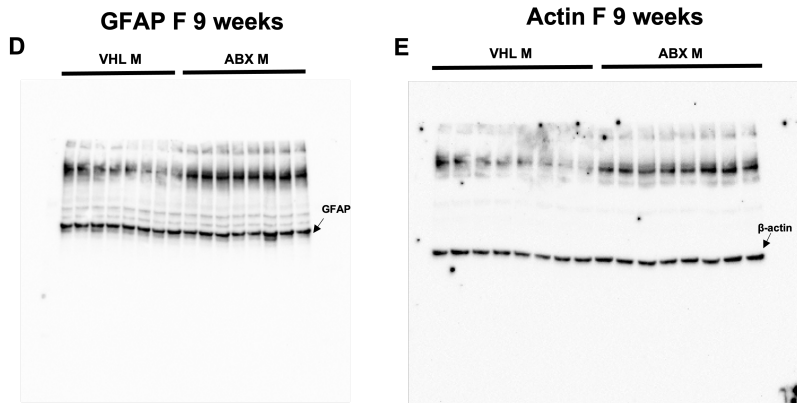 GFAP F 9 weeks
D
VHL M
ABX M
GFAP
Actin F 9 weeks
E
VHL M
ABX M
β-actin